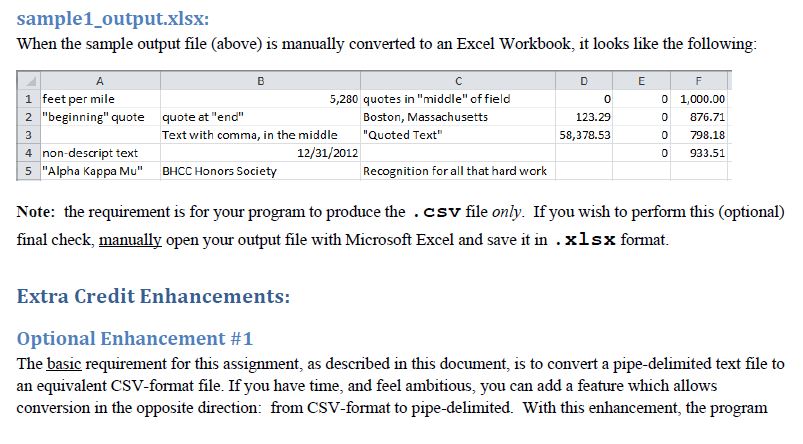 sample1_output.xlsx:
When the sample output file (above) is manually converted to an Excel Workbook, it looks like the following:
A B C D E F
1 feet per mile 5,280 quotes in "middle" of field 0 0 1,000.00
2 "beginning" quote quote at "end" Boston, Massachusetts 123.29 0 876.71
3 Text with comma, in the middle "Quoted Text" 58,378.53 0 798.18
4 non-descript text 12/31/2012 0 933.51
5 "Alpha Kappa Mu" BHCC Honors Society Recognition for all that hard work
Note: the requirement is for your program to produce the .csv file only. If you wish to perform this (optional)
final check, manually open your output file with Microsoft Excel and save it in .xlsx format.
Extra Credit Enhancements:
Optional Enhancement #1
The basic requirement for this assignment, as described in this document, is to convert a pipe-delimited text file to
an equivalent CSV-format file. If you have time, and feel ambitious, you can add a feature which allows
conversion in the opposite direction: from CSV-format to pipe-delimited. With this enhancement, the program